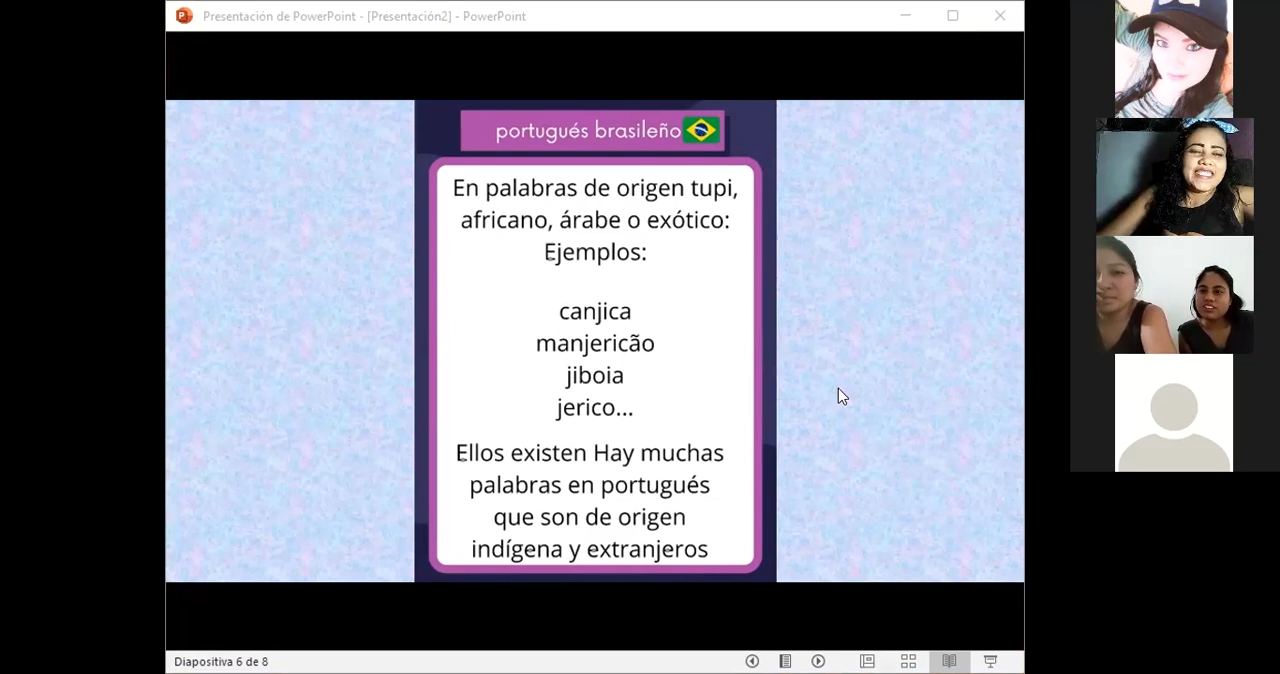 Presentación de PowerPoint - [Presentación2] - PowerPoint
portugués brasileño
En palabras de origen tupi,
africano, árabe o exótico:
Ejemplos:
canjica
manjericão
jiboia
jerico...
Ellos existen Hay muchas
palabras en portugués
que son de origen
indígena y extranjeros
Diapositiva 6 de 8